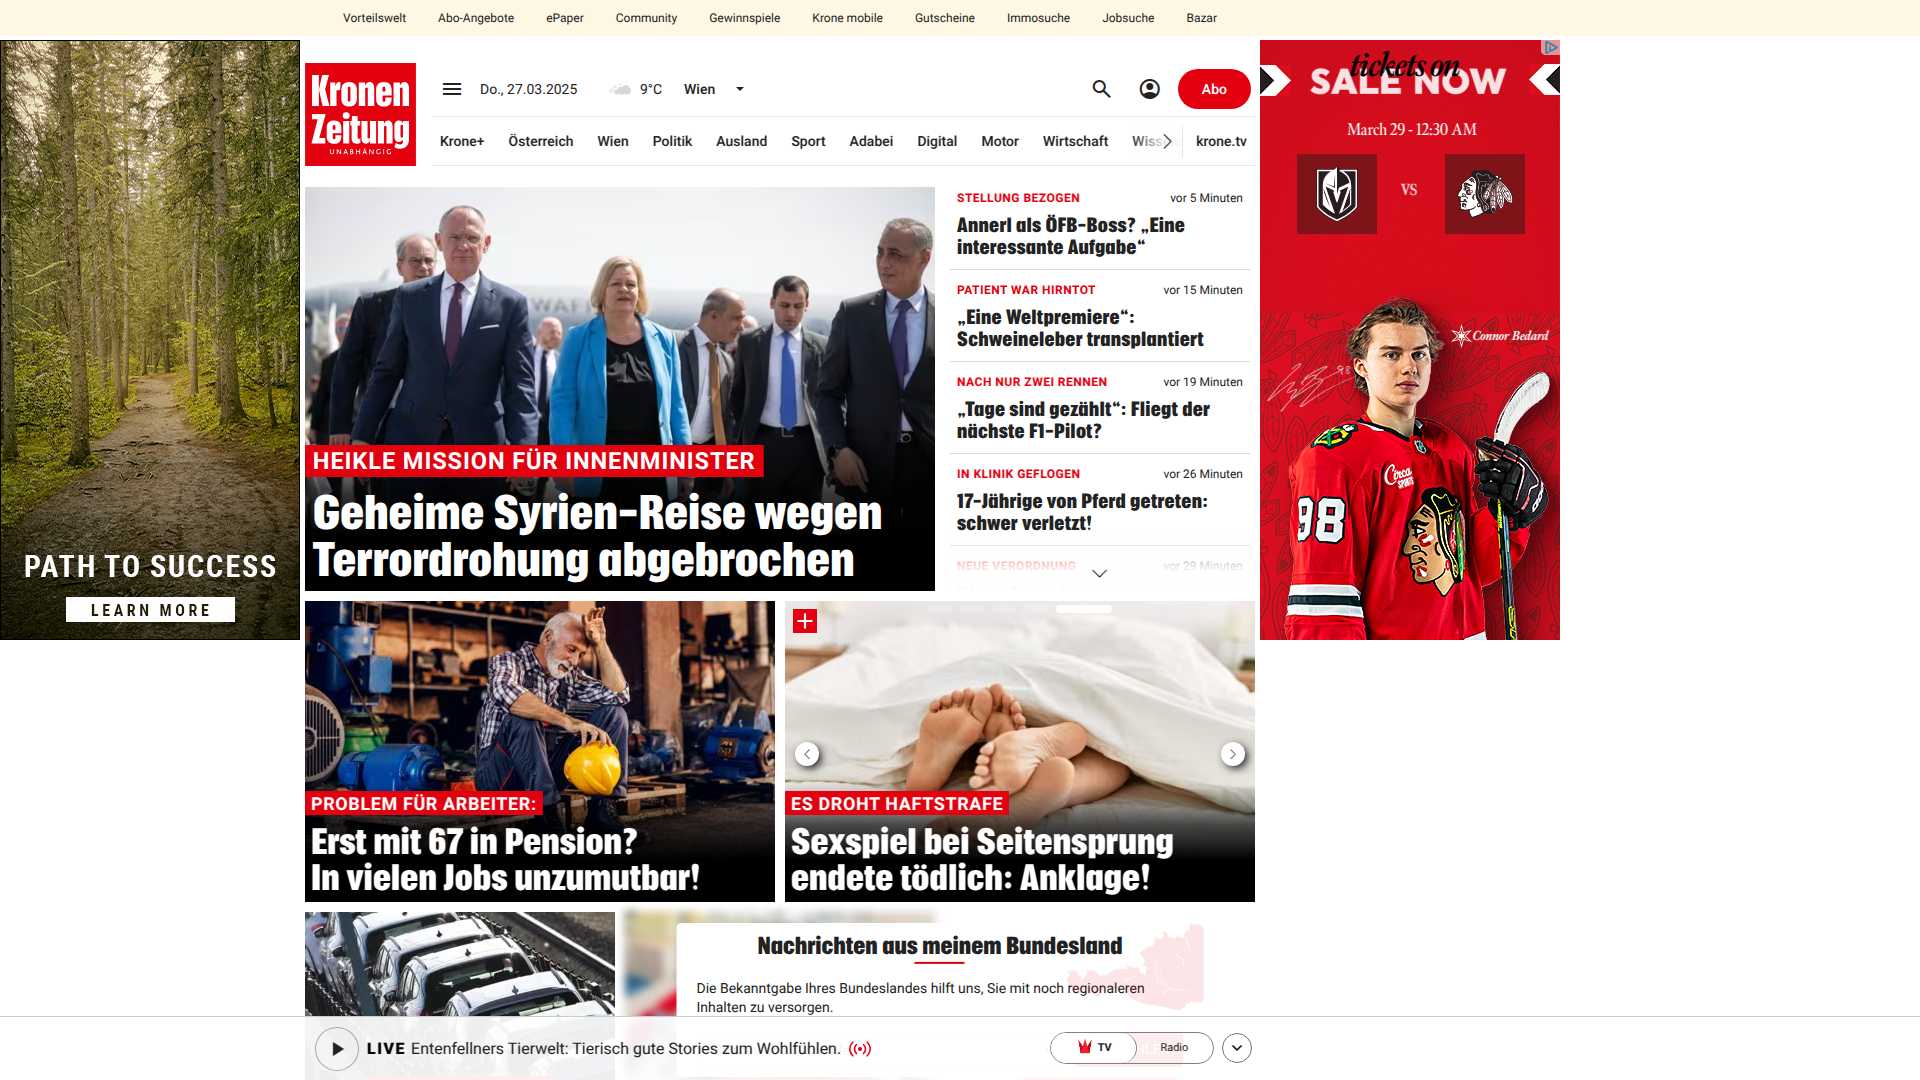 Vorteilswelt Abo-Angebote ePaper Community Gewinnspiele Krone mobile Gutscheine Immosuche Jobsuche Bazar
Kronen
Zeitung
UNABHÄNGIG
Do., 27.03.2025 9°C Wien Abo
Krone+ Österreich Wien Politik Ausland Sport Adabei Digital Motor Wirtschaft Wiss krone.tv
HEIKLE MISSION FÜR INNENMINISTER
Geheime Syrien-Reise wegen
Terrordrohung abgebrochen
STELLUNG BEZOGEN vor 5 Minuten
Annerl als ÖFB-Boss? „Eine
interessante Aufgabe“
PATIENT WAR HIRNTOT vor 15 Minuten
„Eine Weltpremiere“:
Schweineleber transplantiert
NACH NUR ZWEI RENNEN vor 19 Minuten
„Tage sind gezählt“: Fliegt der
nächste F1-Pilot?
IN KLINIK GEFLOGEN vor 26 Minuten
17-Jährige von Pferd getreten:
schwer verletzt!
NEUE VERORDNUNG vor 29 Minuten
PROBLEM FÜR ARBEITER:
Erst mit 67 in Pension?
In vielen Jobs unzumutbar!
ES DROHT HAFTSTRAFE
Sexspiel bei Seitensprung
endete tödlich: Anklage!
Nachrichten aus meinem Bundesland
Die Bekanntgabe Ihres Bundeslandes hilft uns, Sie mit noch regionaleren
Inhalten zu versorgen.
LIVE Entenfellners Tierwelt: Tierisch gute Stories zum Wohlfühlen. TV Radio
PATH TO SUCCESS
LEARN MORE
tickets on
SALE NOW
March 29 - 12:30 AM
VS
Connor Bedard
98
Circa
SPORTS
98